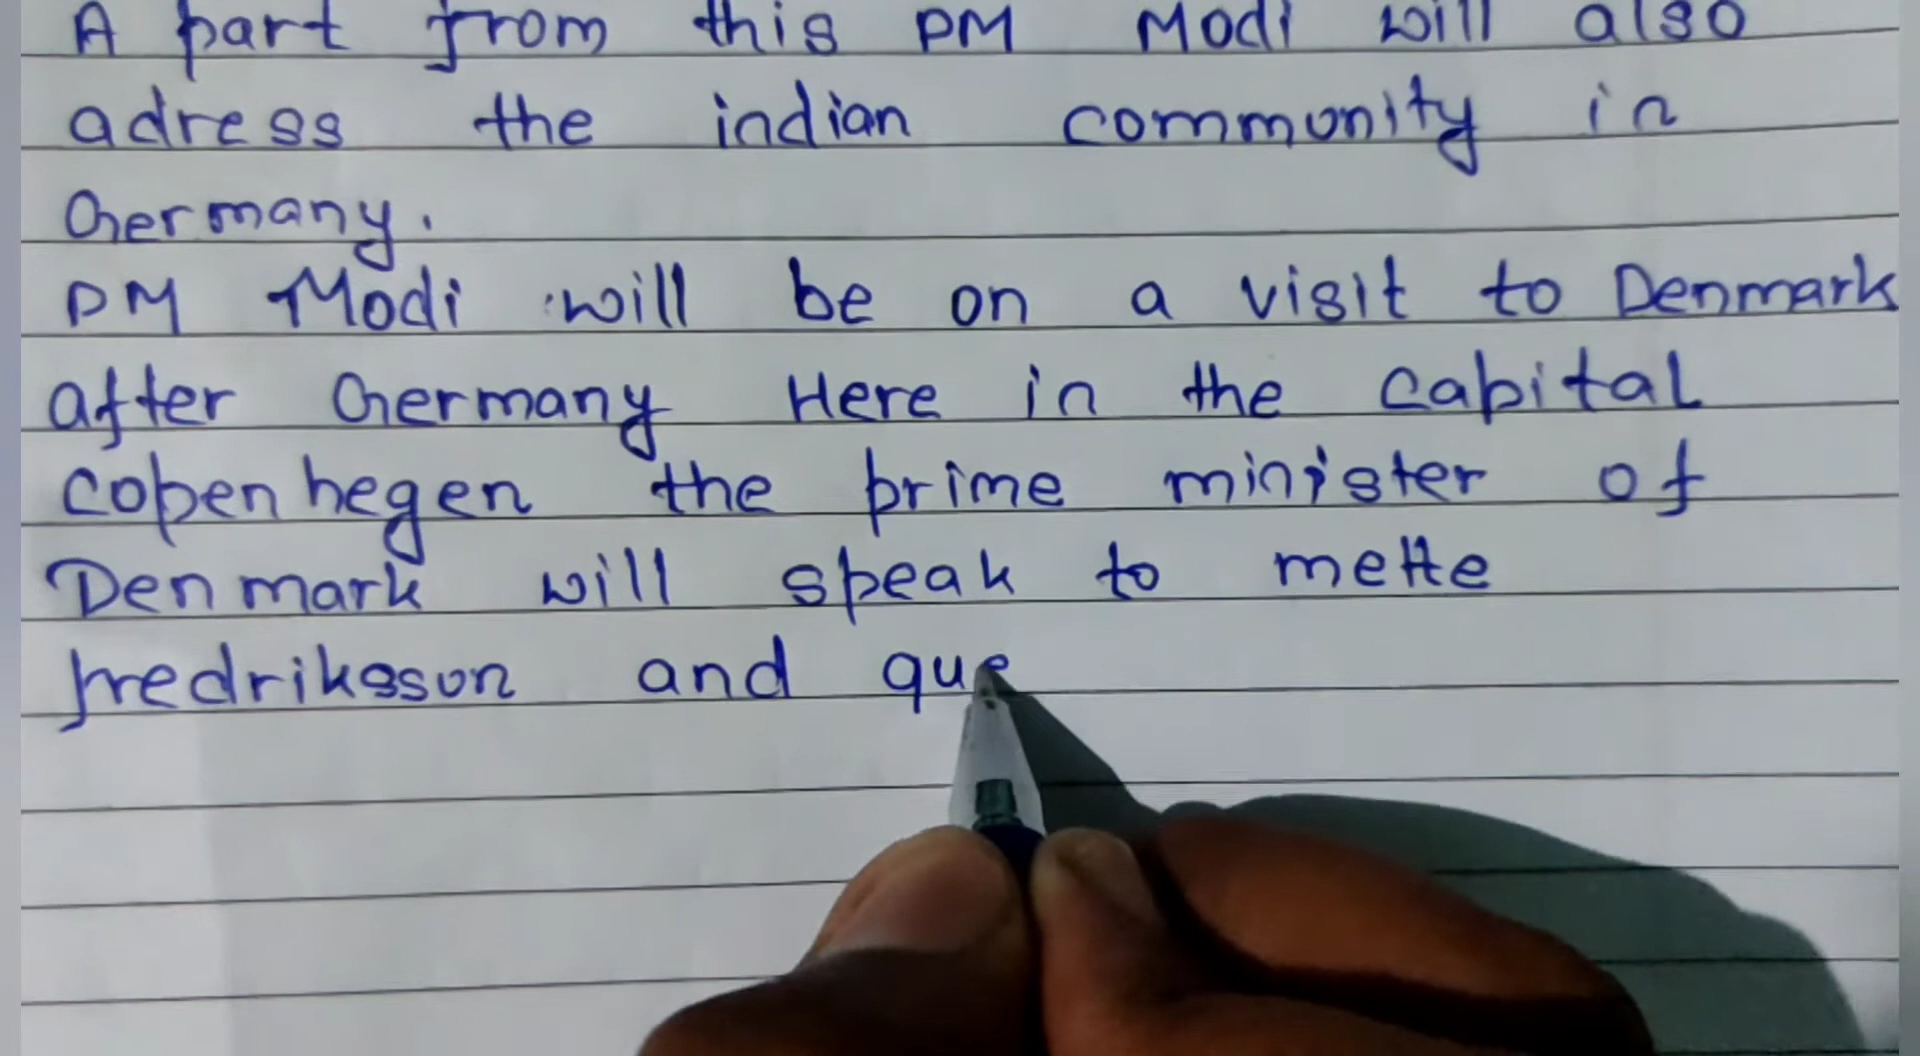 A part from this PM Modi will also
adress the indian community in
Germany.
PM Modi will be on a visit to Denmark
after Germany Here in the Capital
copenhegen the prime minister of
Denmark will speak to mette
fredriksson and que